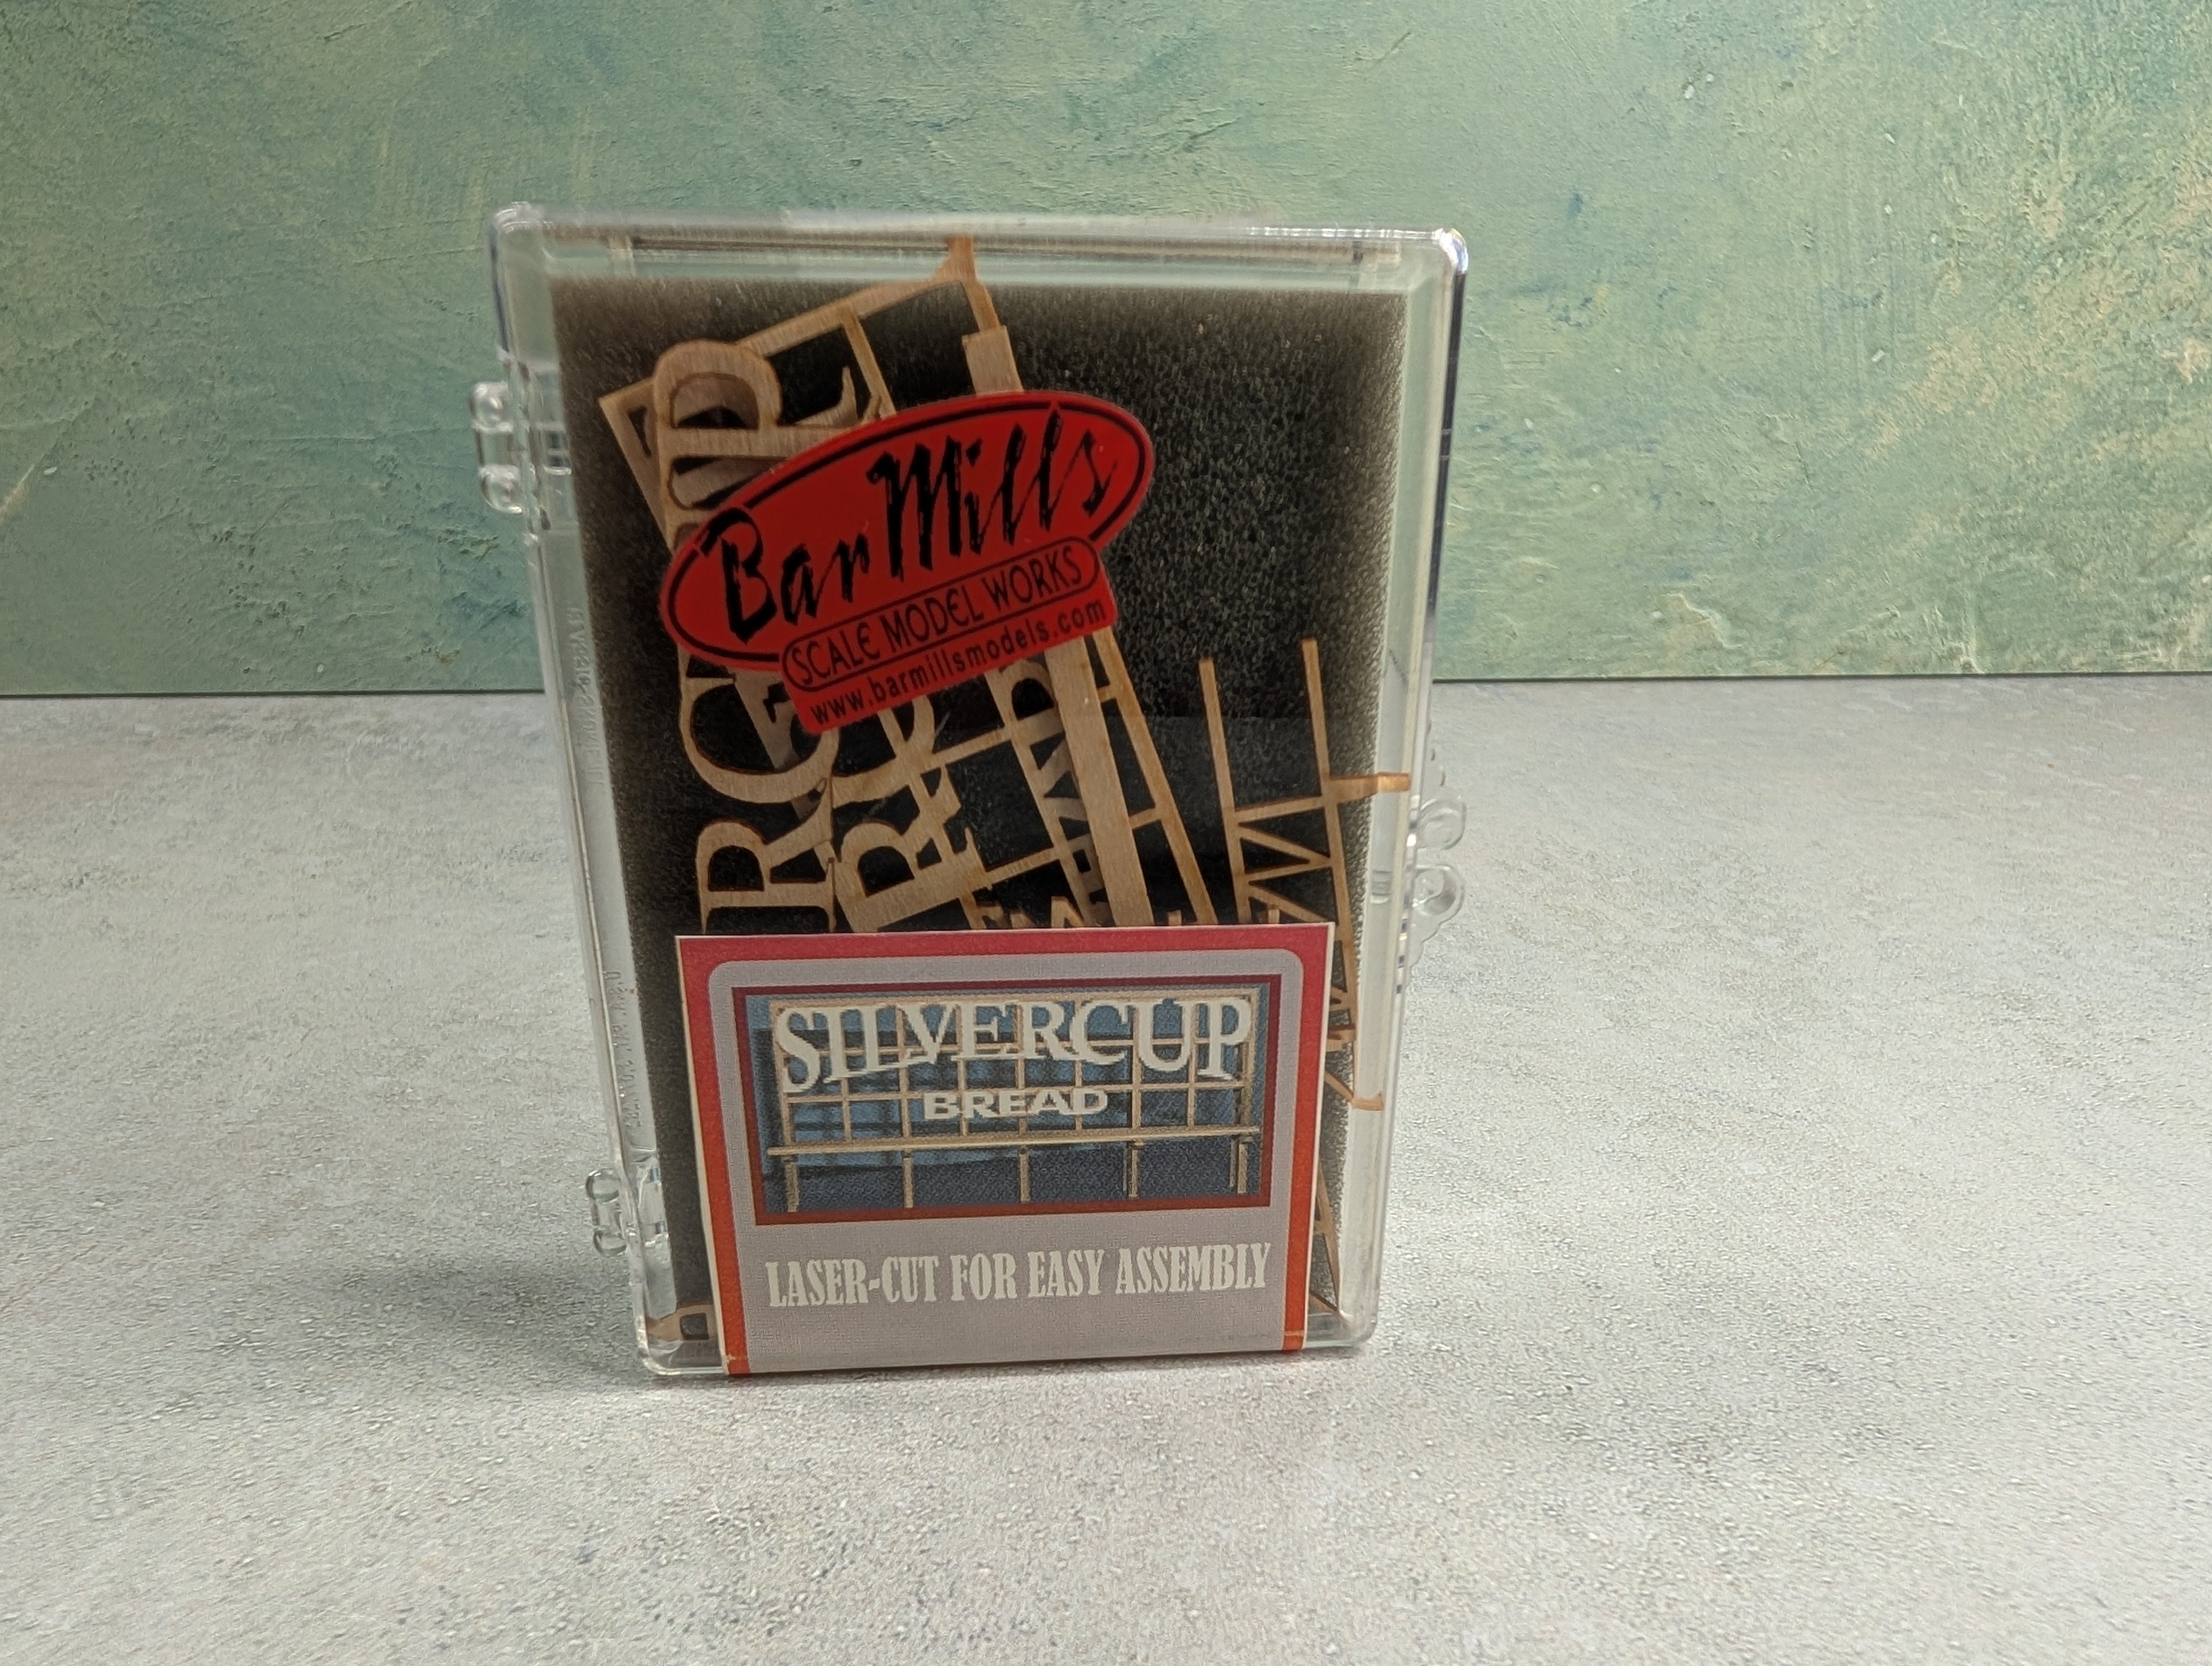 Bar Mills
SCALE MODEL WORKS
www.barmillsmodels.com
SILVERCUP
BREAD
LASER-CUT FOR EASY ASSEMBLY